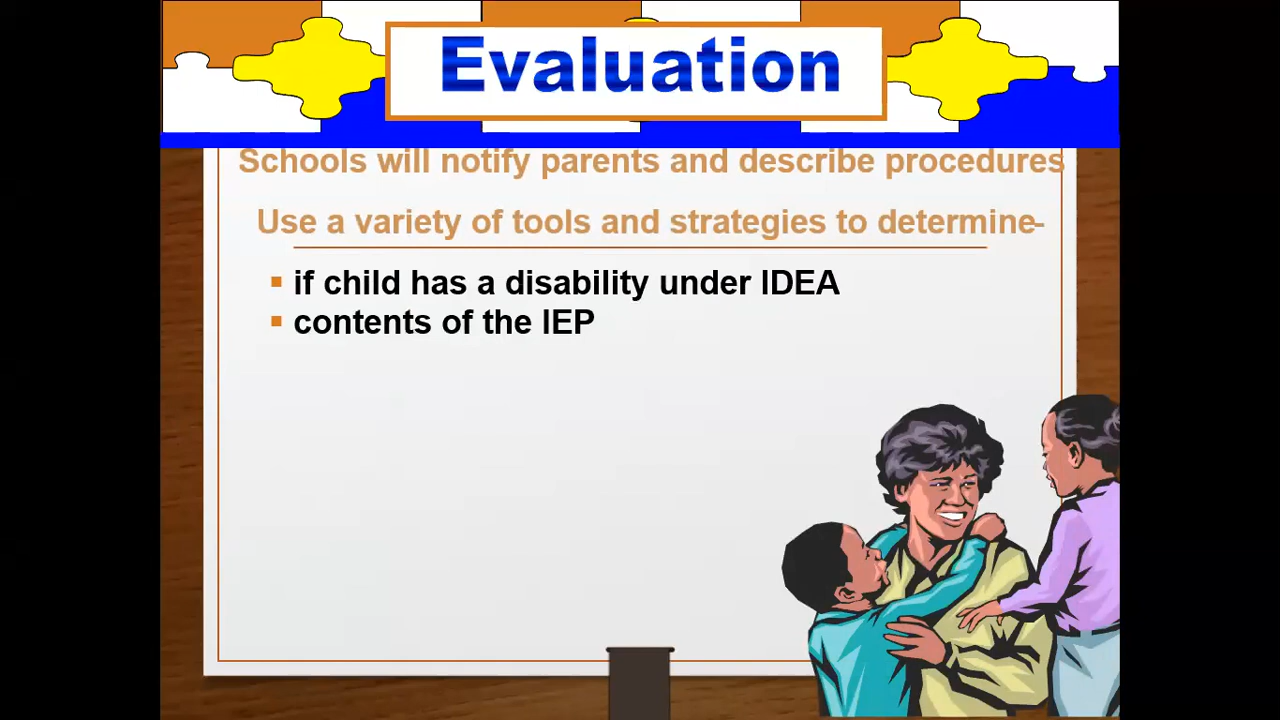 Evaluation
Schools will notify parents and describe procedures
Use a variety of tools and strategies to determine-
if child has a disability under IDEA
contents of the IEP